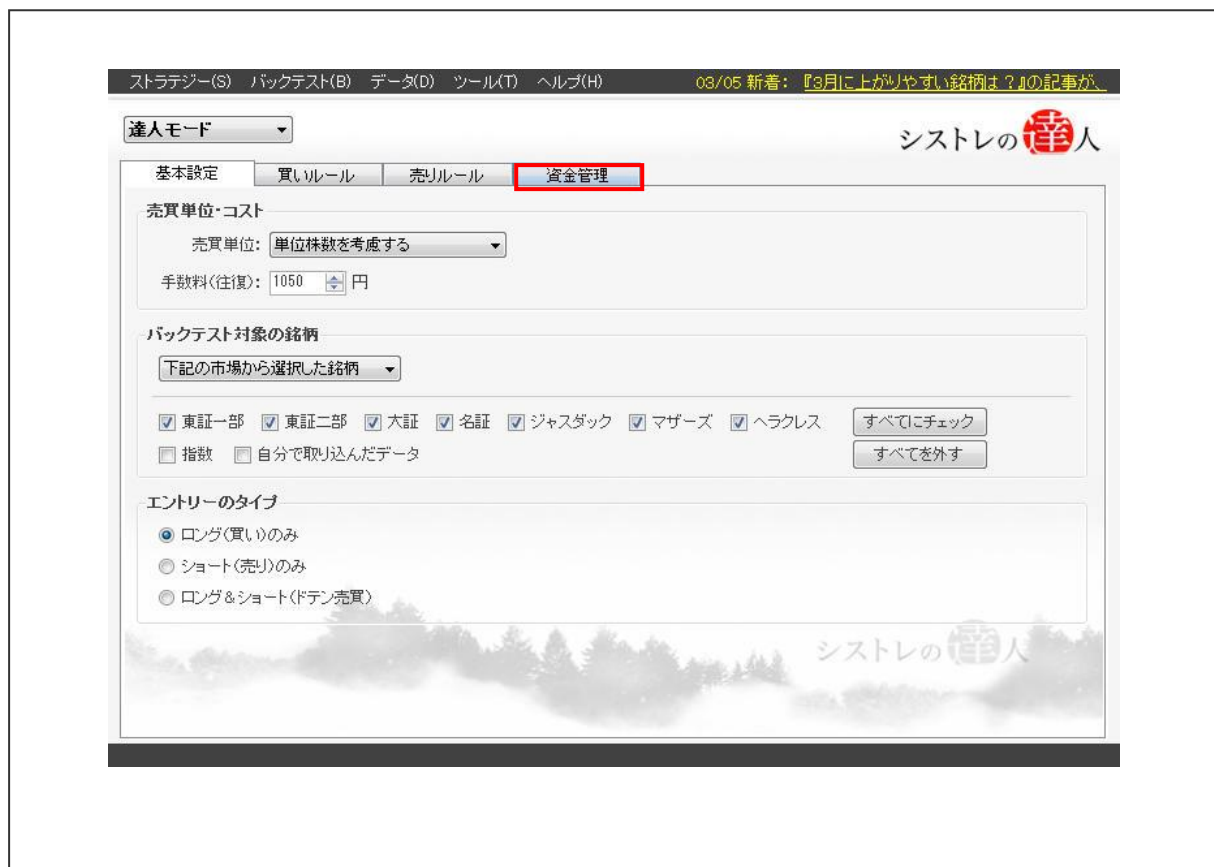 ストラテジー(S) バックテスト(B) データ(D) ツール(T) ヘルプ(H) 03/05 新着： 『3月に上がりやすい銘柄は？』の記事が、
達人モード
シストレの達人
基本設定 買いルール 売りルール 資金管理
売買単位・コスト
売買単位： 単位株数を考慮する
手数料(往復)： 1050 円
バックテスト対象の銘柄
下記の市場から選択した銘柄
東証一部 東証二部 大証 名証 ジャスダック マザーズ ヘラクレス すべてにチェック
指数 自分で取り込んだデータ すべてを外す
エントリーのタイプ
ロング(買い)のみ
ショート(売り)のみ
ロング＆ショート(ドテン売買)
シストレの達人